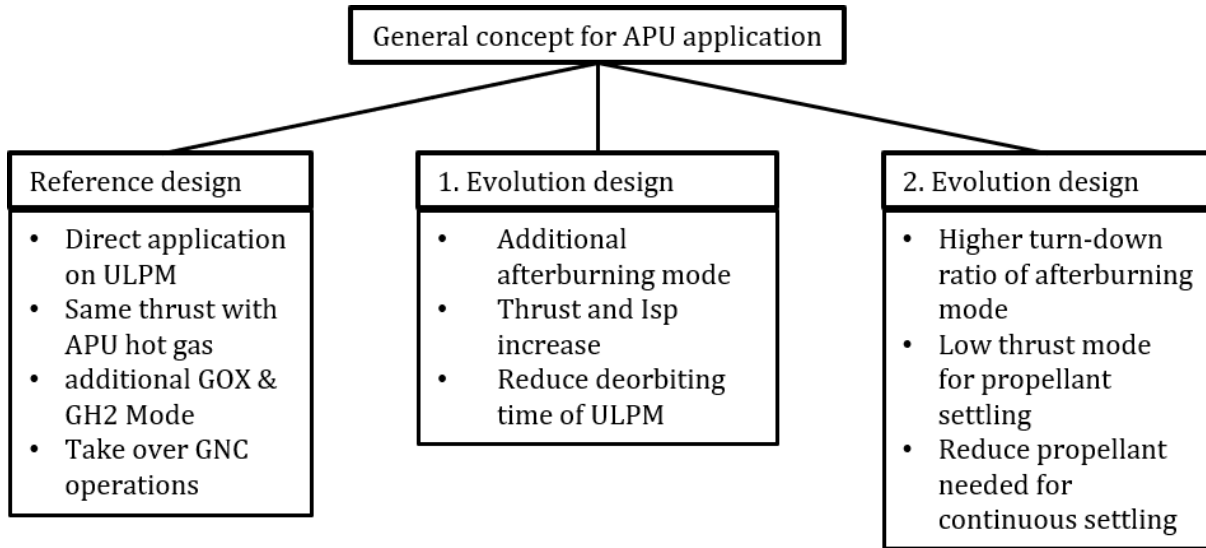 General concept for APU application
Reference design
• Direct application
on ULPM
• Same thrust with
APU hot gas
• additional GOX &
GH2 Mode
• Take over GNC
operations
1. Evolution design
• Additional
afterburning mode
• Thrust and Isp
increase
• Reduce deorbiting
time of ULPM
2. Evolution design
• Higher turn-down
ratio of afterburning
mode
• Low thrust mode
for propellant
settling
• Reduce propellant
needed for
continuous settling